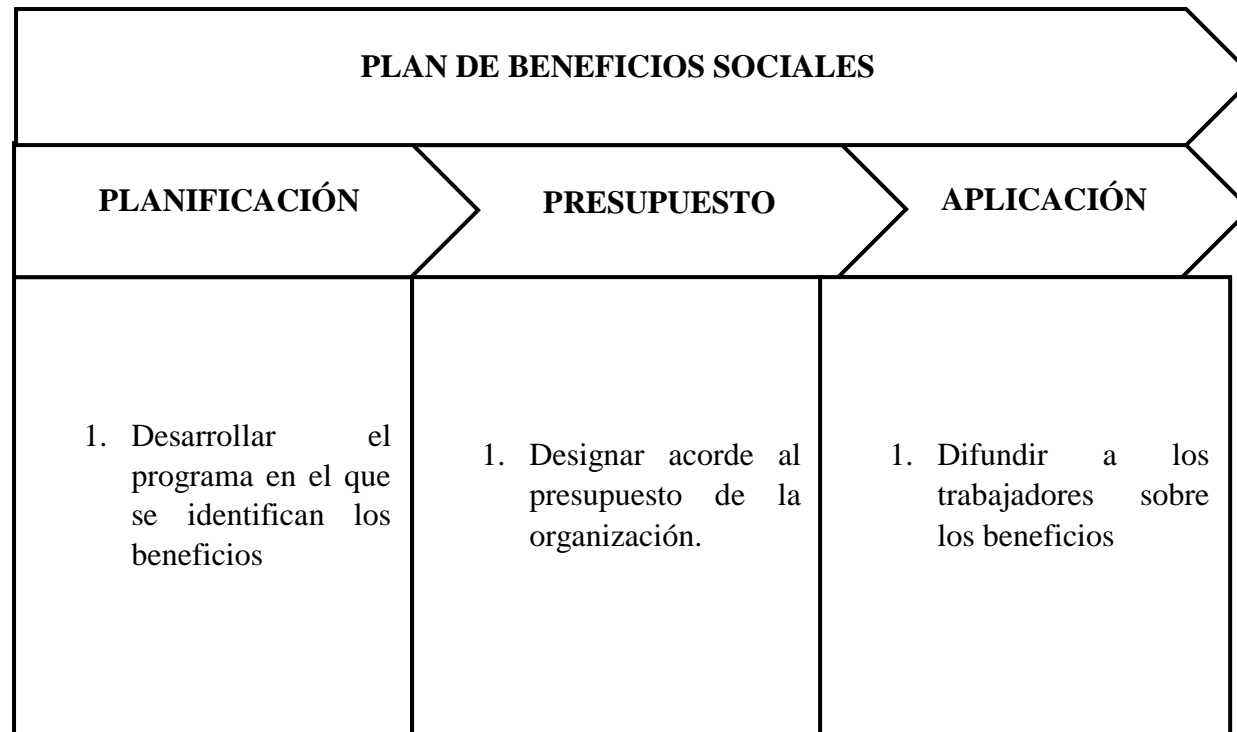 PLAN DE BENEFICIOS SOCIALES
PLANIFICACIÓN
PRESUPUESTO
APLICACIÓN
1. Desarrollar el
programa en el que
se identifican los
beneficios
1. Designar acorde al
presupuesto de la
organización.
1. Difundir a los
trabajadores sobre
los beneficios